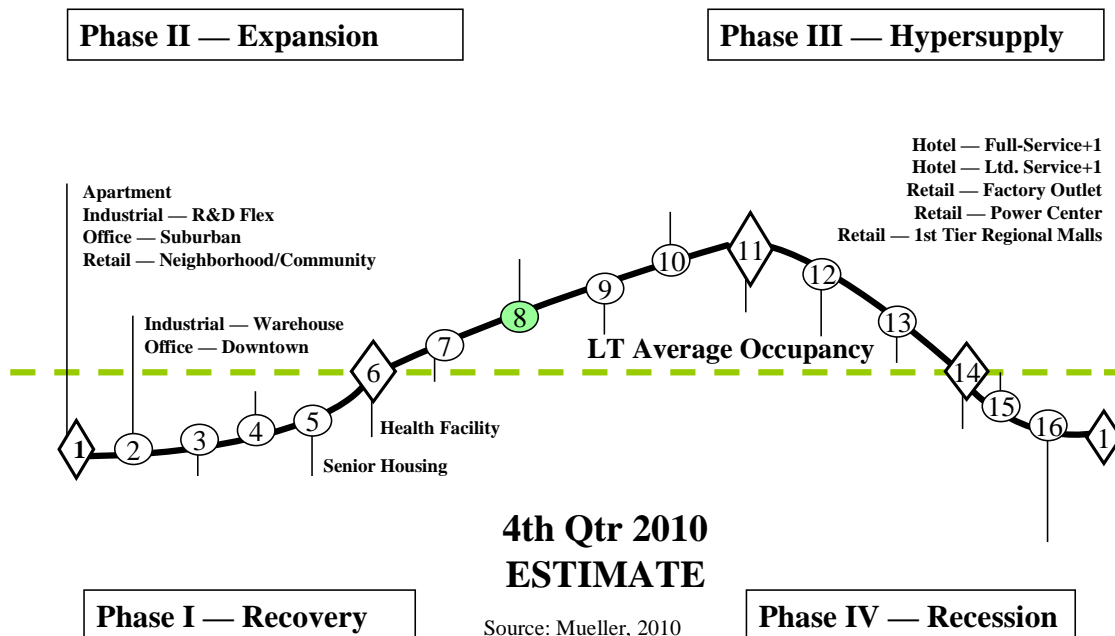 Phase II — Expansion
Phase III — Hypersupply
Hotel — Full-Service+1
Hotel — Ltd. Service+1
Retail — Factory Outlet
Retail — Power Center
Retail — 1st Tier Regional Malls
Apartment
Industrial — R&D Flex
Office — Suburban
Retail — Neighborhood/Community
Industrial — Warehouse
Office — Downtown
LT Average Occupancy
1
2
3
4
5
6
7
8
9
10
11
12
13
14
15
16
1
Health Facility
Senior Housing
4th Qtr 2010
ESTIMATE
Source: Mueller, 2010
Phase I — Recovery
Phase IV — Recession